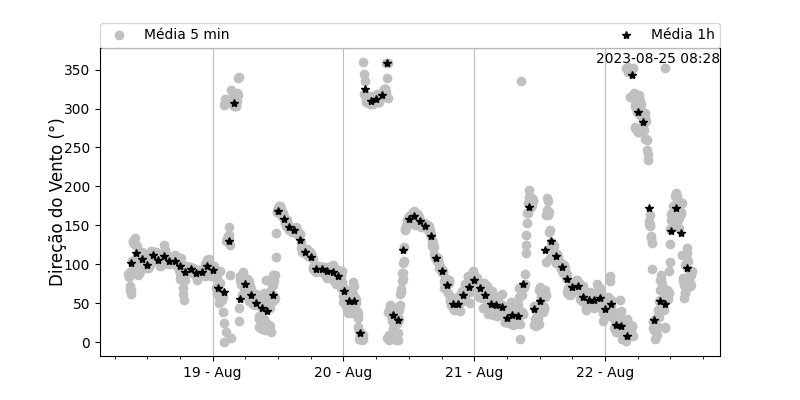 Média 5 min
Média 1h
2023-08-25 08:28
Direção do Vento (°)
350
300
250
200
150
100
50
0
19 - Aug
20 - Aug
21 - Aug
22 - Aug